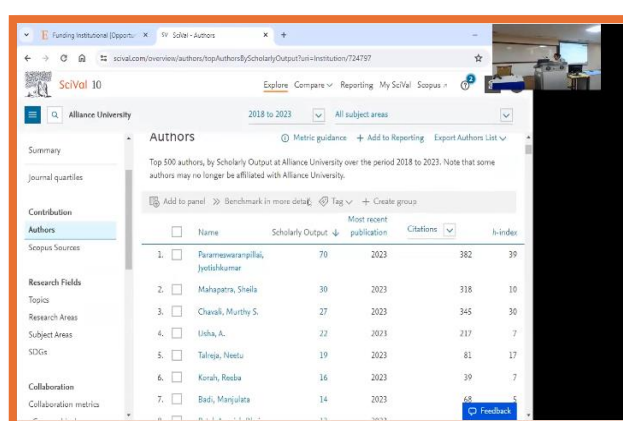 Funding Institutional (Opportu
SciVal - Authors
scival.com/overview/authors/topAuthorsByScholarlyOutput?uri=Institution/724797
SciVal 10
Explore Compare Reporting My SciVal Scopus
Alliance University
2018 to 2023
All subject areas
Authors
Metric guidance + Add to Reporting Export Authors List
Summary
Top 500 authors, by Scholarly Output at Alliance University over the period 2018 to 2023. Note that some
authors may no longer be affiliated with Alliance University.
Journal quartiles
Add to panel Benchmark in more detail Tag + Create group
Contribution
Authors
Scopus Sources
Research Fields
Topics
Research Areas
Subject Areas
SDGs
Collaboration
Collaboration metrics
Name Scholarly Output Most recent publication Citations h-index
1. Parameswaranpillai, Jyotishkumar 70 2023 382 39
2. Mahapatra, Sheila 30 2023 318 10
3. Chavali, Murthy S. 27 2023 345 30
4. Usha, A. 22 2023 217 7
5. Talreja, Neetu 19 2023 81 17
6. Korah, Reeba 16 2023 39 7
7. Badi, Manjulata 14 2023 68 5
Feedback